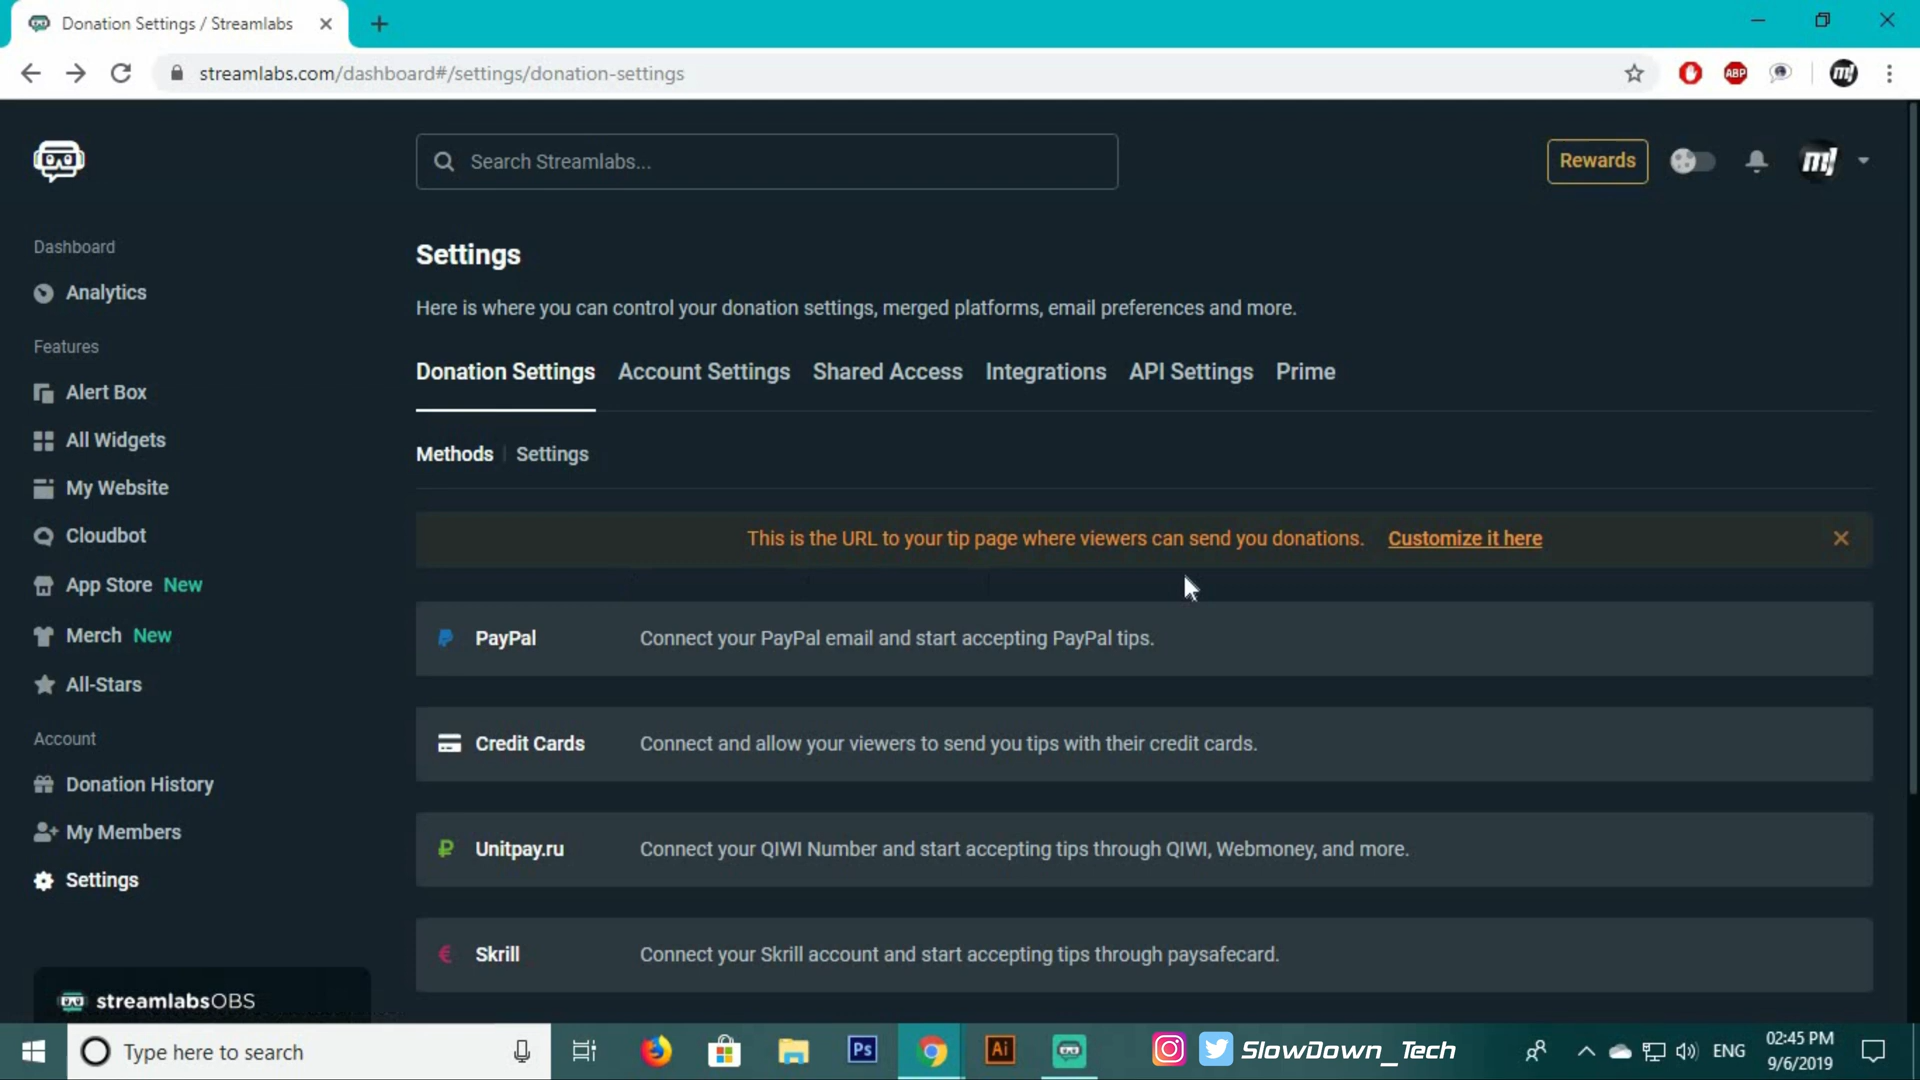 Donation Settings / Streamlabs
streamlabs.com/dashboard#/settings/donation-settings
ABP
Search Streamlabs...
Rewards
Dashboard
Analytics
Features
Alert Box
All Widgets
My Website
Cloudbot
App Store New
Merch New
All-Stars
Account
Donation History
My Members
Settings
streamlabsOBS
Settings
Here is where you can control your donation settings, merged platforms, email preferences and more.
Donation Settings Account Settings Shared Access Integrations API Settings Prime
Methods Settings
This is the URL to your tip page where viewers can send you donations. Customize it here
PayPal Connect your PayPal email and start accepting PayPal tips.
Credit Cards Connect and allow your viewers to send you tips with their credit cards.
Unitpay.ru Connect your QIWI Number and start accepting tips through QIWI, Webmoney, and more.
Skrill Connect your Skrill account and start accepting tips through paysafecard.
Type here to search
Ps
Ai
SlowDown_Tech
ENG
02:45 PM
9/6/2019